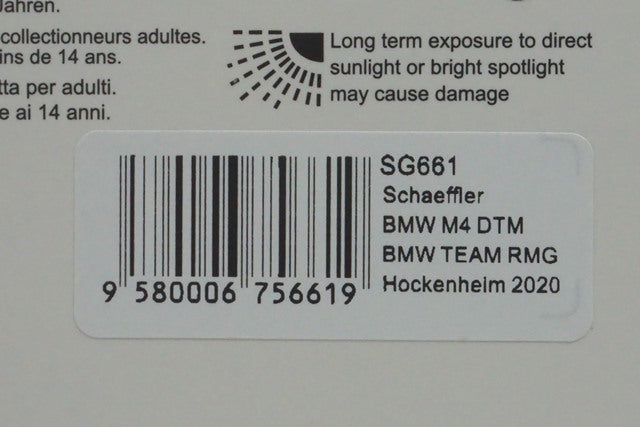 Jahren.
collectionneurs adultes.
ins de 14 ans.
tta per adulti.
e ai 14 anni.
Long term exposure to direct
sunlight or bright spotlight
may cause damage
SG661
Schaeffler
BMW M4 DTM
BMW TEAM RMG
Hockenheim 2020
9 580006 756619